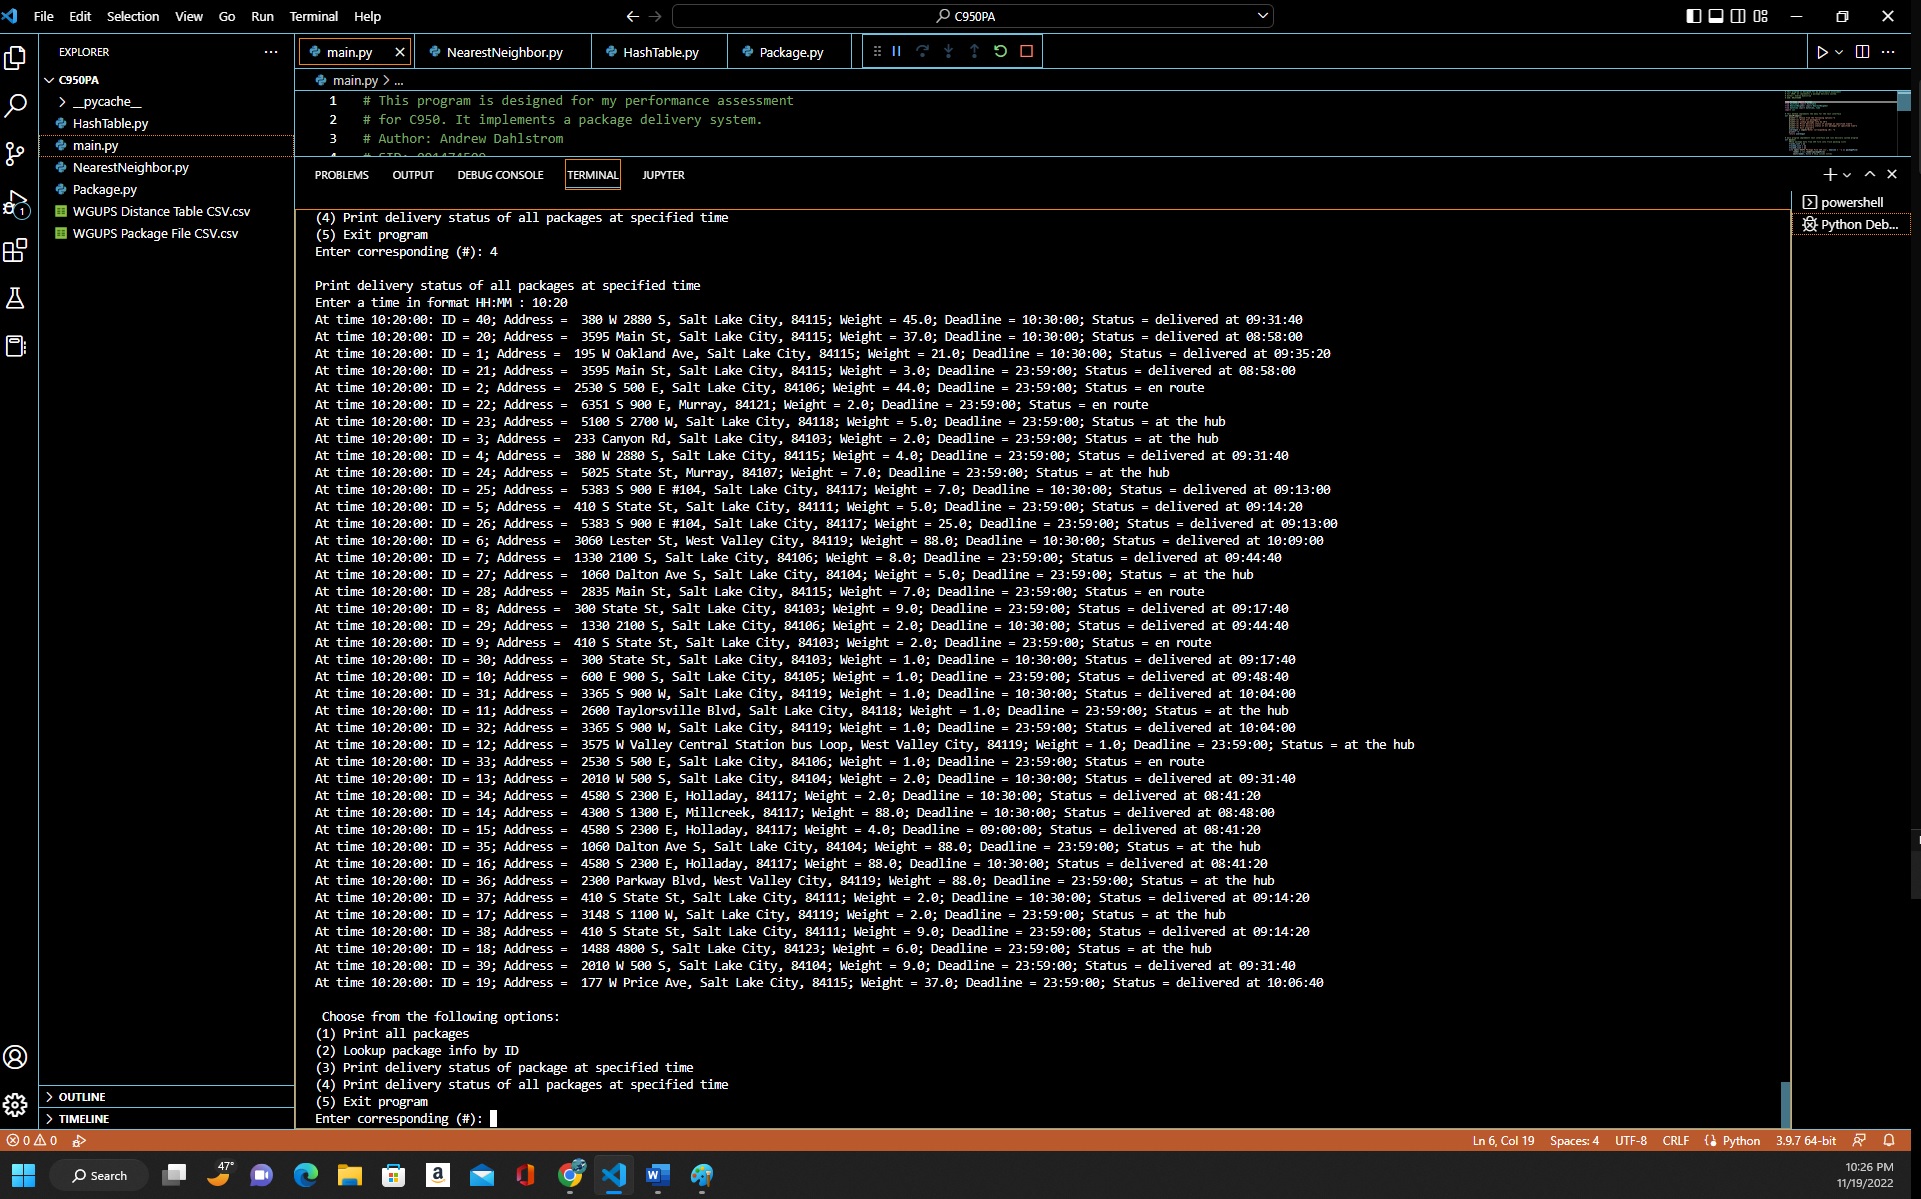 File Edit Selection View Go Run Terminal Help C950PA
EXPLORER
main.py NearestNeighbor.py HashTable.py Package.py
C950PA
__pycache__
HashTable.py
main.py
NearestNeighbor.py
Package.py
WGUPS Distance Table CSV.csv
WGUPS Package File CSV.csv
OUTLINE
TIMELINE
main.py > ...
1 # This program is designed for my performance assessment
2 # for C950. It implements a package delivery system.
3 # Author: Andrew Dahlstrom
PROBLEMS OUTPUT DEBUG CONSOLE TERMINAL JUPYTER
powershell
Python Deb...
(4) Print delivery status of all packages at specified time
(5) Exit program
Enter corresponding (#): 4
Print delivery status of all packages at specified time
Enter a time in format HH:MM : 10:20
At time 10:20:00: ID = 40; Address =  380 W 2880 S, Salt Lake City, 84115; Weight = 45.0; Deadline = 10:30:00; Status = delivered at 09:31:40
At time 10:20:00: ID = 20; Address =  3595 Main St, Salt Lake City, 84115; Weight = 37.0; Deadline = 10:30:00; Status = delivered at 08:58:00
At time 10:20:00: ID = 1; Address =  195 W Oakland Ave, Salt Lake City, 84115; Weight = 21.0; Deadline = 10:30:00; Status = delivered at 09:35:20
At time 10:20:00: ID = 21; Address =  3595 Main St, Salt Lake City, 84115; Weight = 3.0; Deadline = 23:59:00; Status = delivered at 08:58:00
At time 10:20:00: ID = 2; Address =  2530 S 500 E, Salt Lake City, 84106; Weight = 44.0; Deadline = 23:59:00; Status = en route
At time 10:20:00: ID = 22; Address =  6351 S 900 E, Murray, 84121; Weight = 2.0; Deadline = 23:59:00; Status = en route
At time 10:20:00: ID = 23; Address =  5100 S 2700 W, Salt Lake City, 84118; Weight = 5.0; Deadline = 23:59:00; Status = at the hub
At time 10:20:00: ID = 3; Address =  233 Canyon Rd, Salt Lake City, 84103; Weight = 2.0; Deadline = 23:59:00; Status = at the hub
At time 10:20:00: ID = 4; Address =  380 W 2880 S, Salt Lake City, 84115; Weight = 4.0; Deadline = 23:59:00; Status = delivered at 09:31:40
At time 10:20:00: ID = 24; Address =  5025 State St, Murray, 84107; Weight = 7.0; Deadline = 23:59:00; Status = at the hub
At time 10:20:00: ID = 25; Address =  5383 S 900 E #104, Salt Lake City, 84117; Weight = 7.0; Deadline = 10:30:00; Status = delivered at 09:13:00
At time 10:20:00: ID = 5; Address =  410 S State St, Salt Lake City, 84111; Weight = 5.0; Deadline = 23:59:00; Status = delivered at 09:14:20
At time 10:20:00: ID = 26; Address =  5383 S 900 E #104, Salt Lake City, 84117; Weight = 25.0; Deadline = 23:59:00; Status = delivered at 09:13:00
At time 10:20:00: ID = 6; Address =  3060 Lester St, West Valley City, 84119; Weight = 88.0; Deadline = 10:30:00; Status = delivered at 10:09:00
At time 10:20:00: ID = 7; Address =  1330 2100 S, Salt Lake City, 84106; Weight = 8.0; Deadline = 23:59:00; Status = delivered at 09:44:40
At time 10:20:00: ID = 27; Address =  1060 Dalton Ave S, Salt Lake City, 84104; Weight = 5.0; Deadline = 23:59:00; Status = at the hub
At time 10:20:00: ID = 28; Address =  2835 Main St, Salt Lake City, 84115; Weight = 7.0; Deadline = 23:59:00; Status = en route
At time 10:20:00: ID = 8; Address =  300 State St, Salt Lake City, 84103; Weight = 9.0; Deadline = 23:59:00; Status = delivered at 09:17:40
At time 10:20:00: ID = 29; Address =  1330 2100 S, Salt Lake City, 84106; Weight = 2.0; Deadline = 10:30:00; Status = delivered at 09:44:40
At time 10:20:00: ID = 9; Address =  410 S State St, Salt Lake City, 84103; Weight = 2.0; Deadline = 23:59:00; Status = en route
At time 10:20:00: ID = 30; Address =  300 State St, Salt Lake City, 84103; Weight = 1.0; Deadline = 10:30:00; Status = delivered at 09:17:40
At time 10:20:00: ID = 10; Address =  600 E 900 S, Salt Lake City, 84105; Weight = 1.0; Deadline = 23:59:00; Status = delivered at 09:48:40
At time 10:20:00: ID = 31; Address =  3365 S 900 W, Salt Lake City, 84119; Weight = 1.0; Deadline = 10:30:00; Status = delivered at 10:04:00
At time 10:20:00: ID = 11; Address =  2600 Taylorsville Blvd, Salt Lake City, 84118; Weight = 1.0; Deadline = 23:59:00; Status = at the hub
At time 10:20:00: ID = 32; Address =  3365 S 900 W, Salt Lake City, 84119; Weight = 1.0; Deadline = 23:59:00; Status = delivered at 10:04:00
At time 10:20:00: ID = 12; Address =  3575 W Valley Central Station bus Loop, West Valley City, 84119; Weight = 1.0; Deadline = 23:59:00; Status = at the hub
At time 10:20:00: ID = 33; Address =  2530 S 500 E, Salt Lake City, 84106; Weight = 1.0; Deadline = 23:59:00; Status = en route
At time 10:20:00: ID = 13; Address =  2010 W 500 S, Salt Lake City, 84104; Weight = 2.0; Deadline = 10:30:00; Status = delivered at 09:31:40
At time 10:20:00: ID = 34; Address =  4580 S 2300 E, Holladay, 84117; Weight = 2.0; Deadline = 10:30:00; Status = delivered at 08:41:20
At time 10:20:00: ID = 14; Address =  4300 S 1300 E, Millcreek, 84117; Weight = 88.0; Deadline = 10:30:00; Status = delivered at 08:48:00
At time 10:20:00: ID = 15; Address =  4580 S 2300 E, Holladay, 84117; Weight = 4.0; Deadline = 09:00:00; Status = delivered at 08:41:20
At time 10:20:00: ID = 35; Address =  1060 Dalton Ave S, Salt Lake City, 84104; Weight = 88.0; Deadline = 23:59:00; Status = at the hub
At time 10:20:00: ID = 16; Address =  4580 S 2300 E, Holladay, 84117; Weight = 88.0; Deadline = 10:30:00; Status = delivered at 08:41:20
At time 10:20:00: ID = 36; Address =  2300 Parkway Blvd, West Valley City, 84119; Weight = 88.0; Deadline = 23:59:00; Status = at the hub
At time 10:20:00: ID = 37; Address =  410 S State St, Salt Lake City, 84111; Weight = 2.0; Deadline = 10:30:00; Status = delivered at 09:14:20
At time 10:20:00: ID = 17; Address =  3148 S 1100 W, Salt Lake City, 84119; Weight = 2.0; Deadline = 23:59:00; Status = at the hub
At time 10:20:00: ID = 38; Address =  410 S State St, Salt Lake City, 84111; Weight = 9.0; Deadline = 23:59:00; Status = delivered at 09:14:20
At time 10:20:00: ID = 18; Address =  1488 4800 S, Salt Lake City, 84123; Weight = 6.0; Deadline = 23:59:00; Status = at the hub
At time 10:20:00: ID = 39; Address =  2010 W 500 S, Salt Lake City, 84104; Weight = 9.0; Deadline = 23:59:00; Status = delivered at 09:31:40
At time 10:20:00: ID = 19; Address =  177 W Price Ave, Salt Lake City, 84115; Weight = 37.0; Deadline = 23:59:00; Status = delivered at 10:06:40
Choose from the following options:
(1) Print all packages
(2) Lookup package info by ID
(3) Print delivery status of package at specified time
(4) Print delivery status of all packages at specified time
(5) Exit program
Enter corresponding (#):
0 0 Ln 6, Col 19 Spaces: 4 UTF-8 CRLF Python 3.9.7 64-bit
Search 47° 10:26 PM
11/19/2022